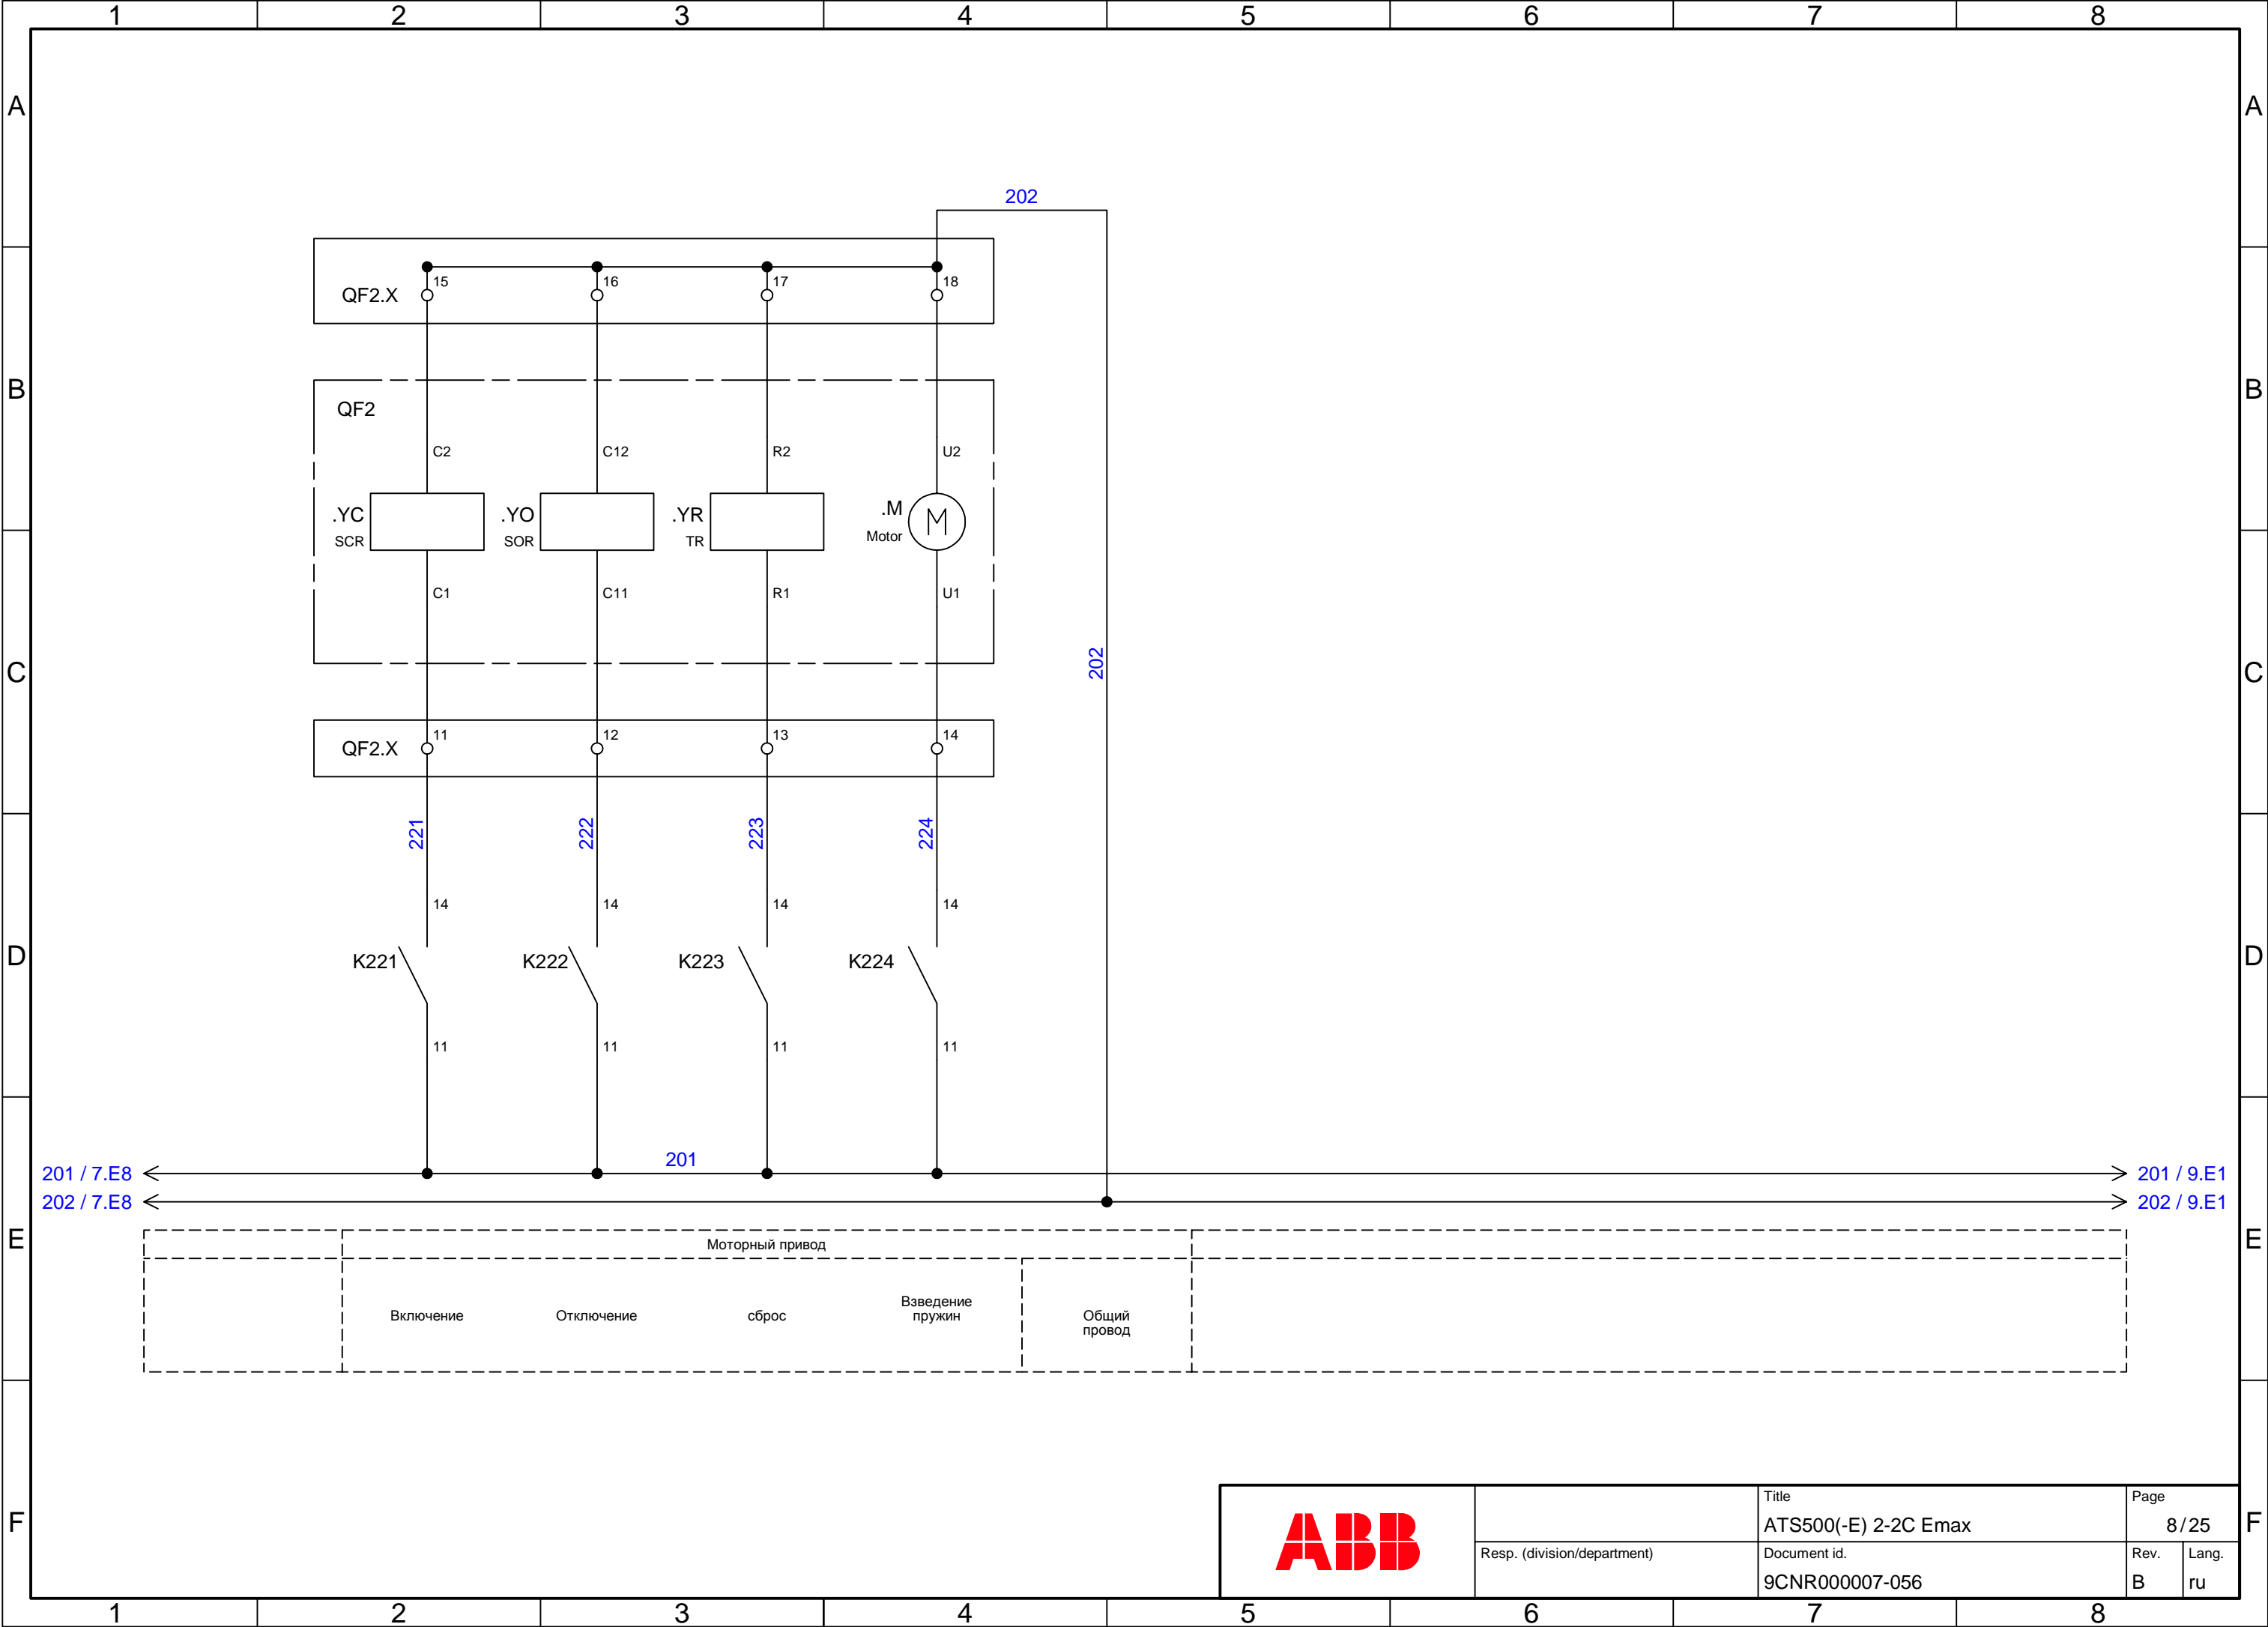 1 2 3 4 5 6 7 8
A A
202
15 16 17 18
QF2.X
B B
QF2
C2 C12 R2 U2
.YC .YO .YR .M M
SCR SOR TR Motor
C1 C11 R1 U1
202
C C
11 12 13 14
QF2.X
221 222 223 224
14 14 14 14
D D
K221 K222 K223 K224
11 11 11 11
201
201 / 7.E8 201 / 9.E1
202 / 7.E8 202 / 9.E1
E E
Моторный привод
Включение Отключение сброс Взведение
пружин
Общий
провод
F F
ABB
Title
ATS500(-E) 2-2C Emax
Page
8/25
Resp. (division/department)
Document id.
9CNR000007-056
Rev.
B
Lang.
ru
1 2 3 4 5 6 7 8